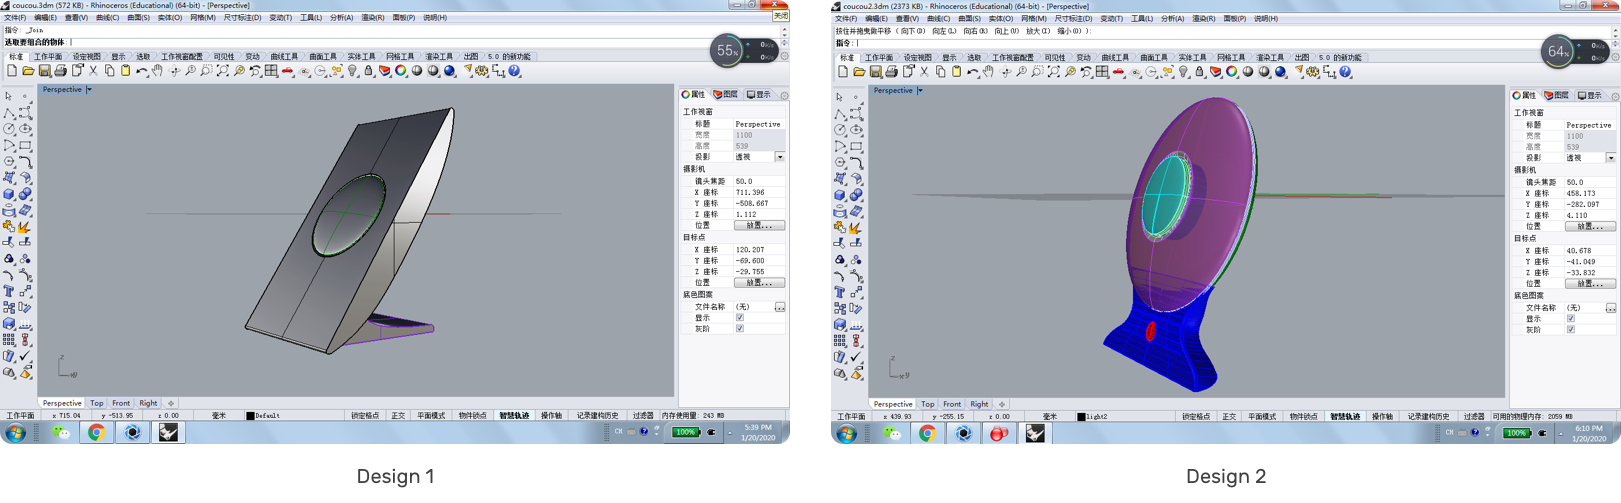 coucou.3dm (572 KB) - Rhinoceros (Educational) (64-bit) - [Perspective]
关闭
文件(F) 编辑(E) 查看(V) 曲线(C) 曲面(S) 实体(O) 网格(M) 尺寸标注(D) 变动(T) 工具(L) 分析(A) 渲染(R) 面板(P) 说明(H)
指令: _Join
选取要组合的物体:
55%
0K/s
0K/s
标准 工作平面 设定视图 显示 选取 工作视窗配置 可见性 变动 曲线工具 曲面工具 实体工具 网格工具 渲染工具 出图 5.0 的新功能
Perspective
属性 图层 显示
工作视窗
标题 Perspective
宽度 1100
高度 539
投影 透视
摄影机
镜头焦距 50.0
X 座标 711.396
Y 座标 -508.667
Z 座标 1.112
位置 放置...
目标点
X 座标 120.207
Y 座标 -69.600
Z 座标 -29.755
位置 放置...
底色图案
文件名称 (无) ...
显示
灰阶
z
Perspective Top Front Right
工作平面 x 715.04 y -513.95 z 0.00 毫米 Default 锁定格点 正交 平面模式 物件锁点 智慧轨迹 操作轴 记录建构历史 过滤器 内存使用量: 243 MB
CH 100% 5:39 PM
1/20/2020
Design 1
coucou2.3dm (2373 KB) - Rhinoceros (Educational) (64-bit) - [Perspective]
文件(F) 编辑(E) 查看(V) 曲线(C) 曲面(S) 实体(O) 网格(M) 尺寸标注(D) 变动(T) 工具(L) 分析(A) 渲染(R) 面板(P) 说明(H)
按住并拖曳做平移 ( 向下(D) 向左(L) 向右(R) 向上(U) 放大(I) 缩小(O) ):
指令:
64%
0K/s
0K/s
标准 工作平面 设定视图 显示 选取 工作视窗配置 可见性 变动 曲线工具 曲面工具 实体工具 网格工具 渲染工具 出图 5.0 的新功能
Perspective
属性 图层 显示
工作视窗
标题 Perspective
宽度 1100
高度 539
投影 透视
摄影机
镜头焦距 50.0
X 座标 458.173
Y 座标 -282.097
Z 座标 4.110
位置 放置...
目标点
X 座标 40.678
Y 座标 -41.049
Z 座标 -33.832
位置 放置...
底色图案
文件名称 (无) ...
显示
灰阶
z
y
Perspective Top Front Right
工作平面 x 439.93 y -255.15 z 0.00 毫米 light2 锁定格点 正交 平面模式 物件锁点 智慧轨迹 操作轴 记录建构历史 过滤器 可用的物理内存: 2059 MB
CH 100% 6:10 PM
1/20/2020
Design 2